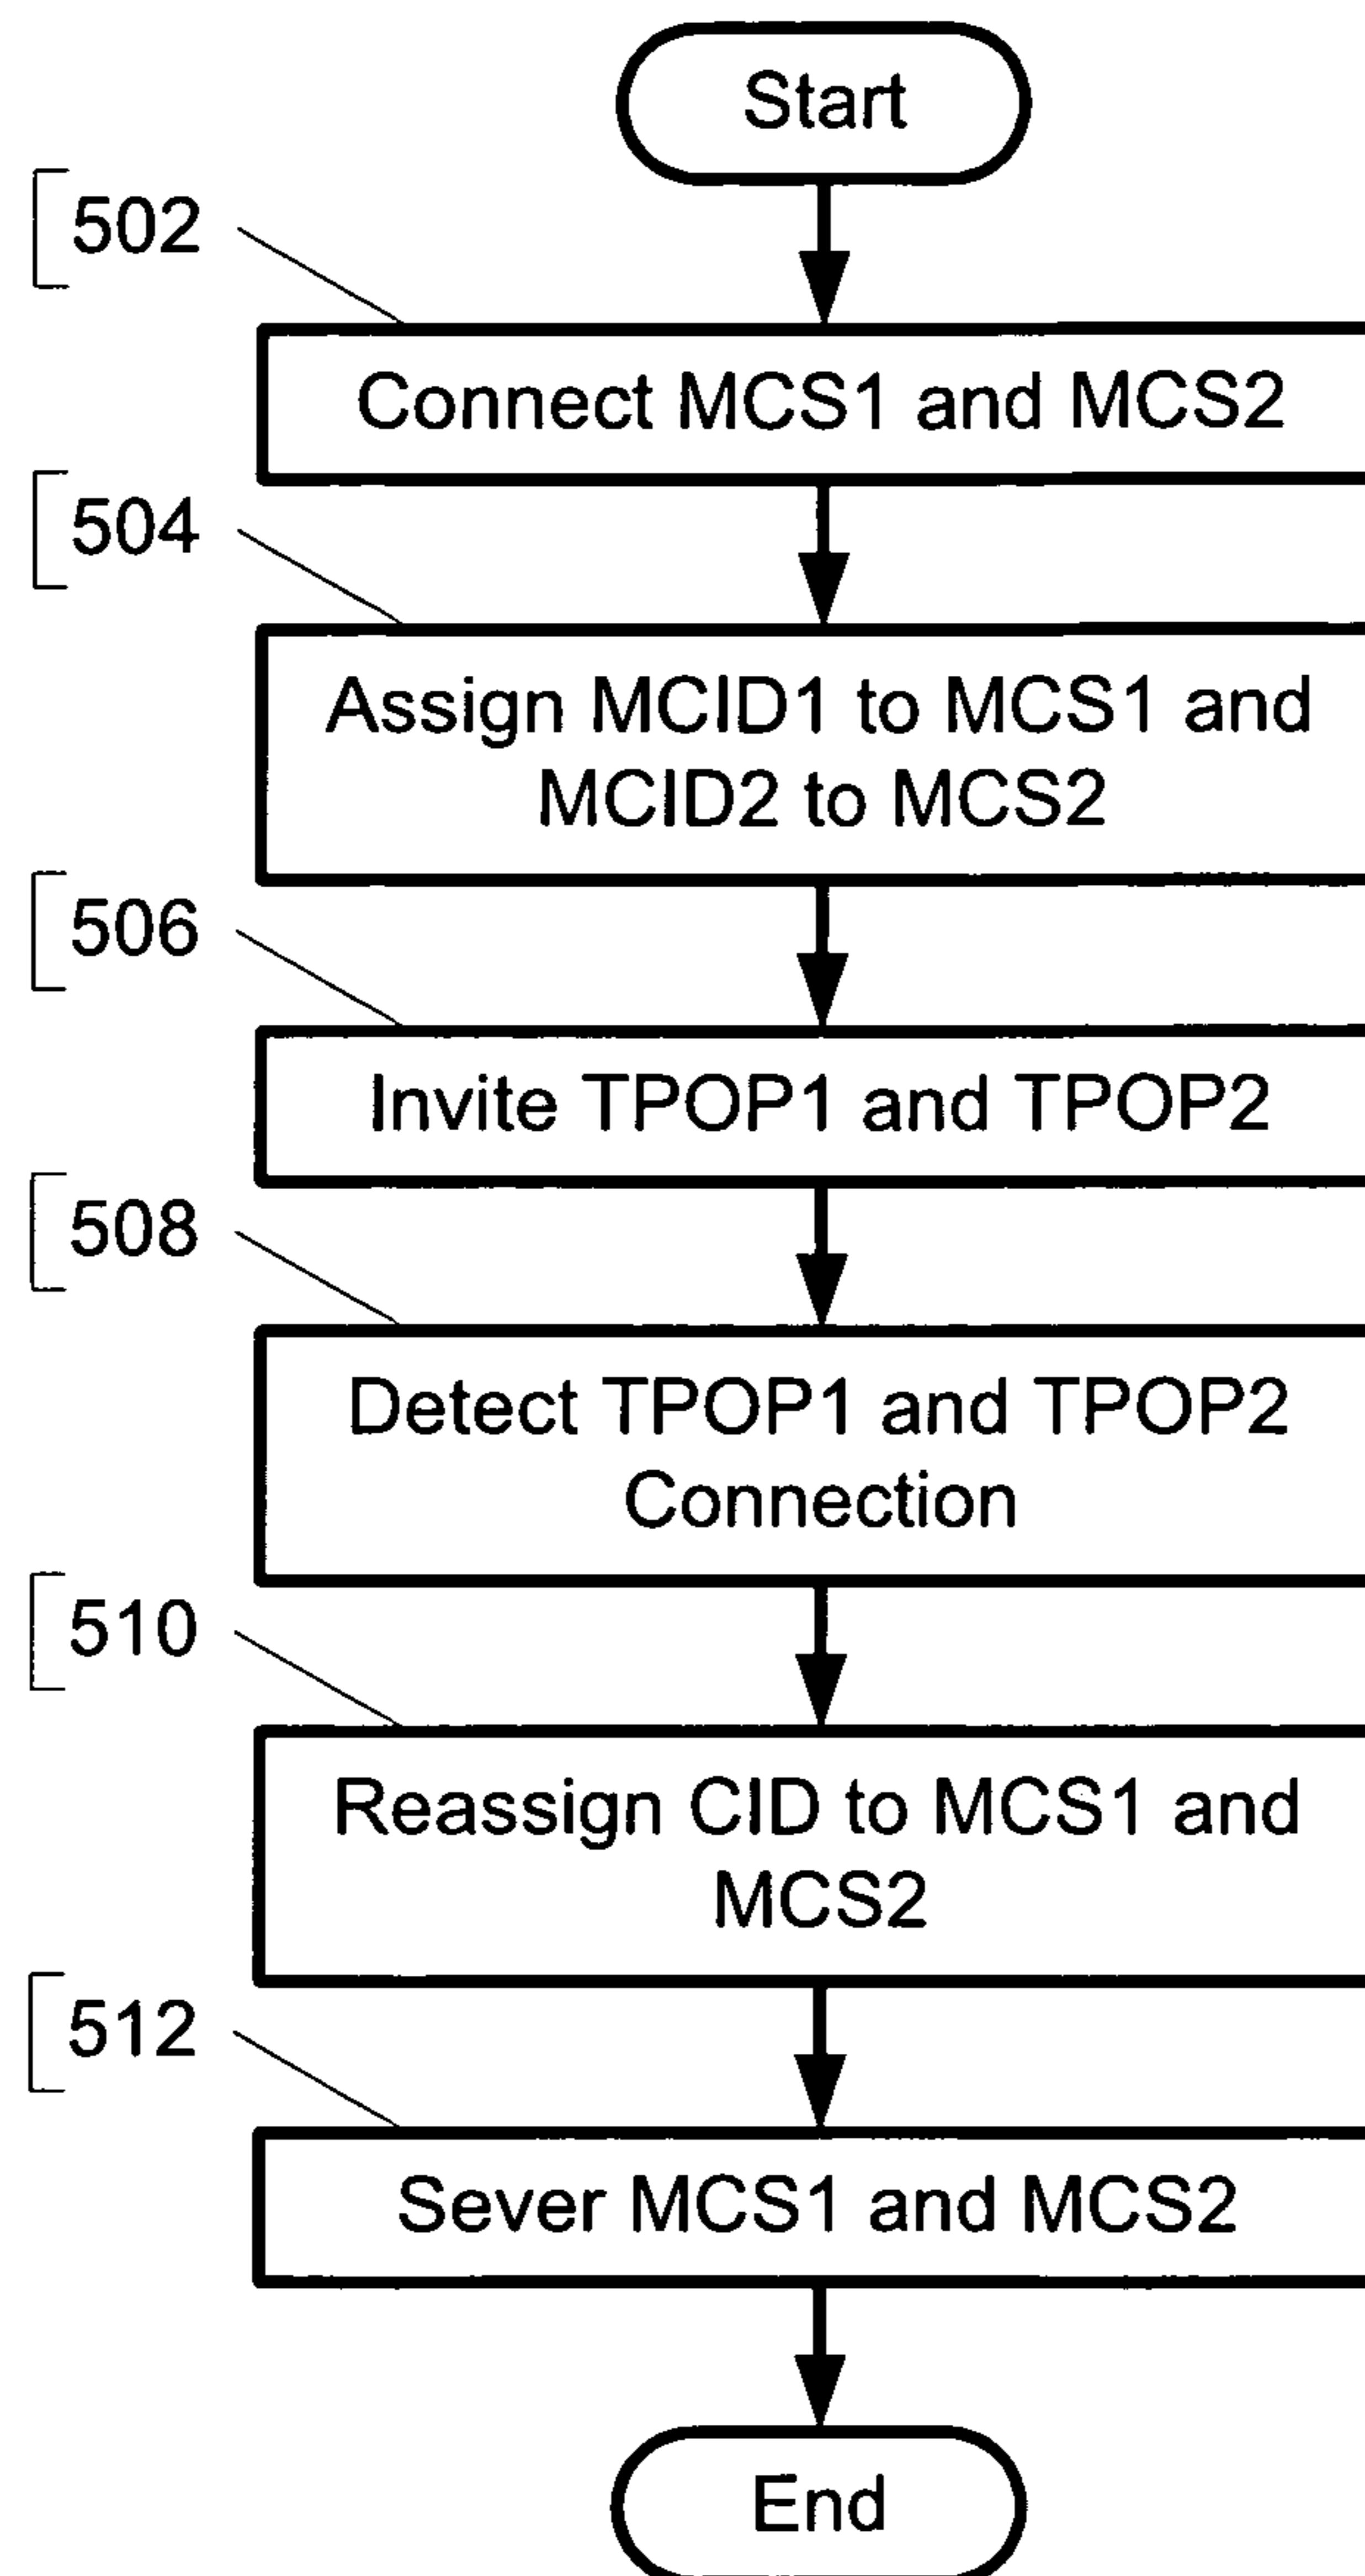 Start
502
Connect MCS1 and MCS2
504
Assign MCID1 to MCS1 and
MCID2 to MCS2
506
Invite TPOP1 and TPOP2
508
Detect TPOP1 and TPOP2
Connection
510
Reassign CID to MCS1 and
MCS2
512
Sever MCS1 and MCS2
End